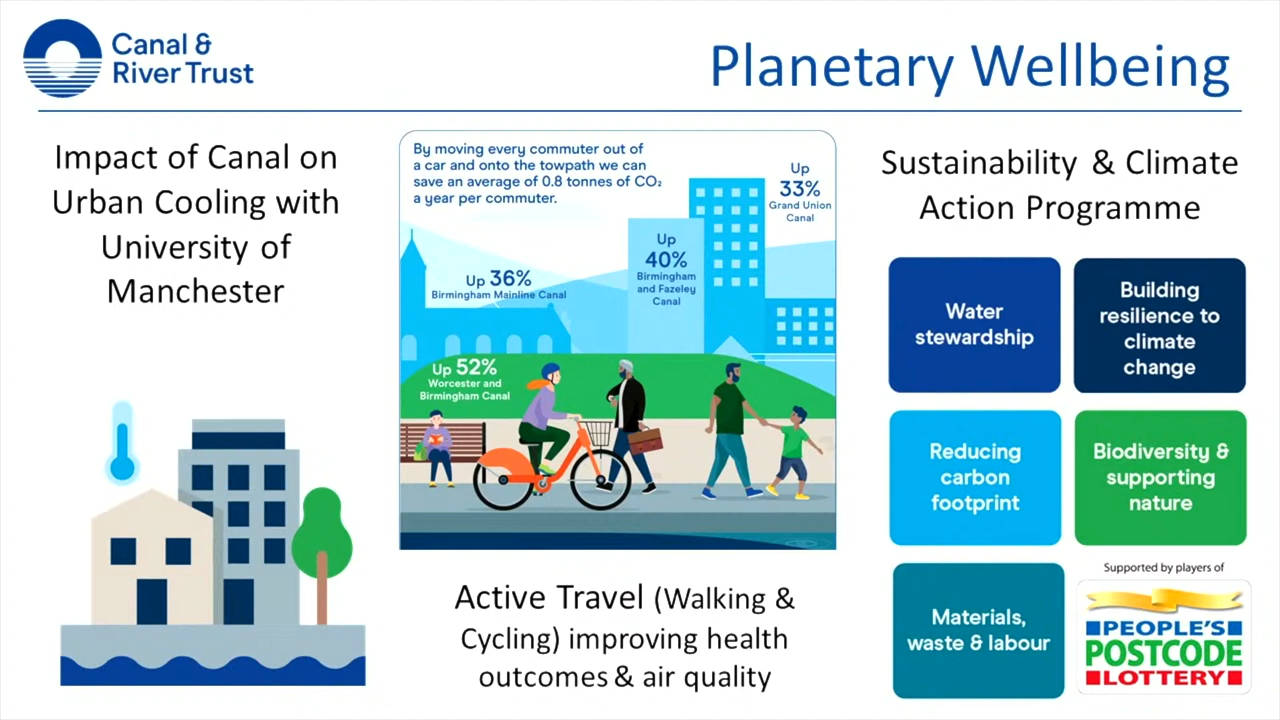 Canal &
River Trust
Planetary Wellbeing
Impact of Canal on
Urban Cooling with
University of
Manchester
By moving every commuter out of
a car and onto the towpath we can
save an average of 0.8 tonnes of CO₂
a year per commuter.
Up
33%
Grand Union
Canal
Up
40%
Birmingham
and Fazeley
Canal
Up 36%
Birmingham Mainline Canal
Up 52%
Worcester and
Birmingham Canal
Active Travel (Walking &
Cycling) improving health
outcomes & air quality
Sustainability & Climate
Action Programme
Water
stewardship
Building
resilience to
climate
change
Reducing
carbon
footprint
Biodiversity &
supporting
nature
Materials,
waste & labour
Supported by players of
PEOPLE'S
POSTCODE
LOTTERY